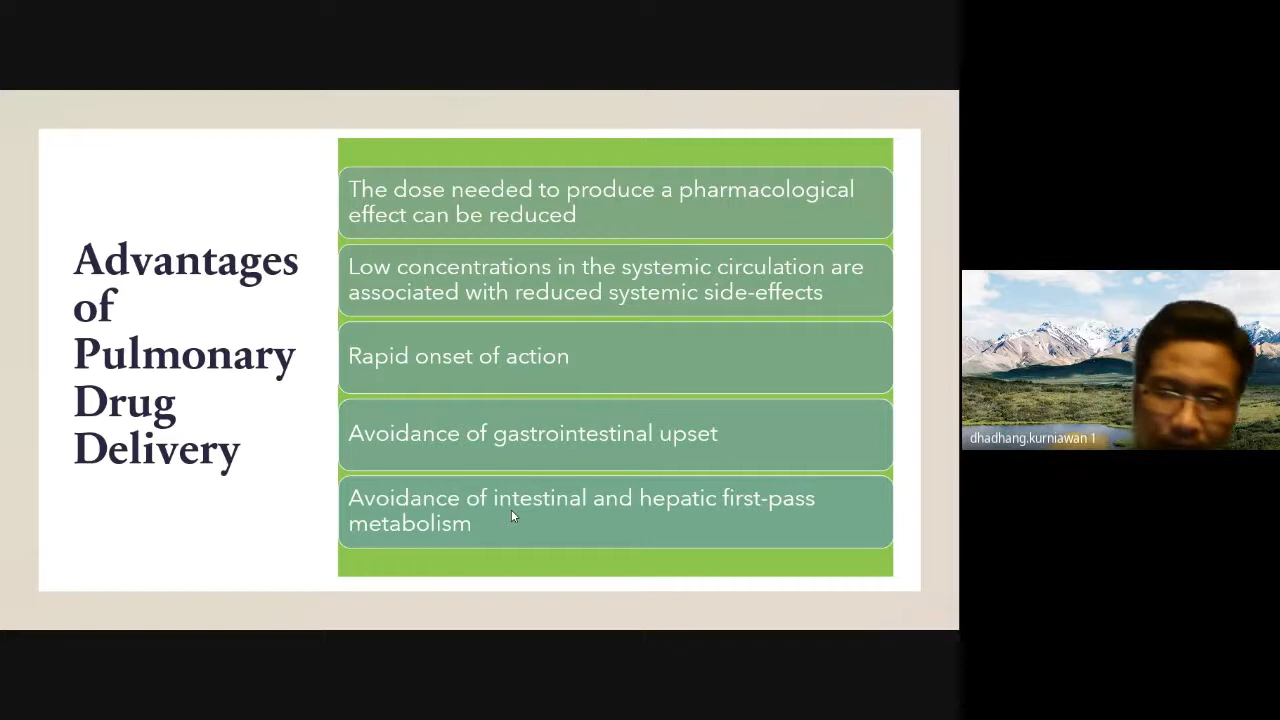 Advantages
of
Pulmonary
Drug
Delivery
The dose needed to produce a pharmacological
effect can be reduced
Low concentrations in the systemic circulation are
associated with reduced systemic side-effects
Rapid onset of action
Avoidance of gastrointestinal upset
Avoidance of intestinal and hepatic first-pass
metabolism
dhadhang.kurniawan 1